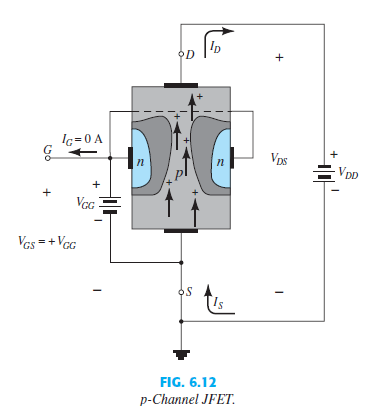 D
I_D
+
+
I_G = 0 A
G
n
p
n
+
+
+
+
+
V_DS
+
V_DD
–
+
+
V_GG
–
V_GS = +V_GG
–
S
I_S
–
FIG. 6.12
p-Channel JFET.